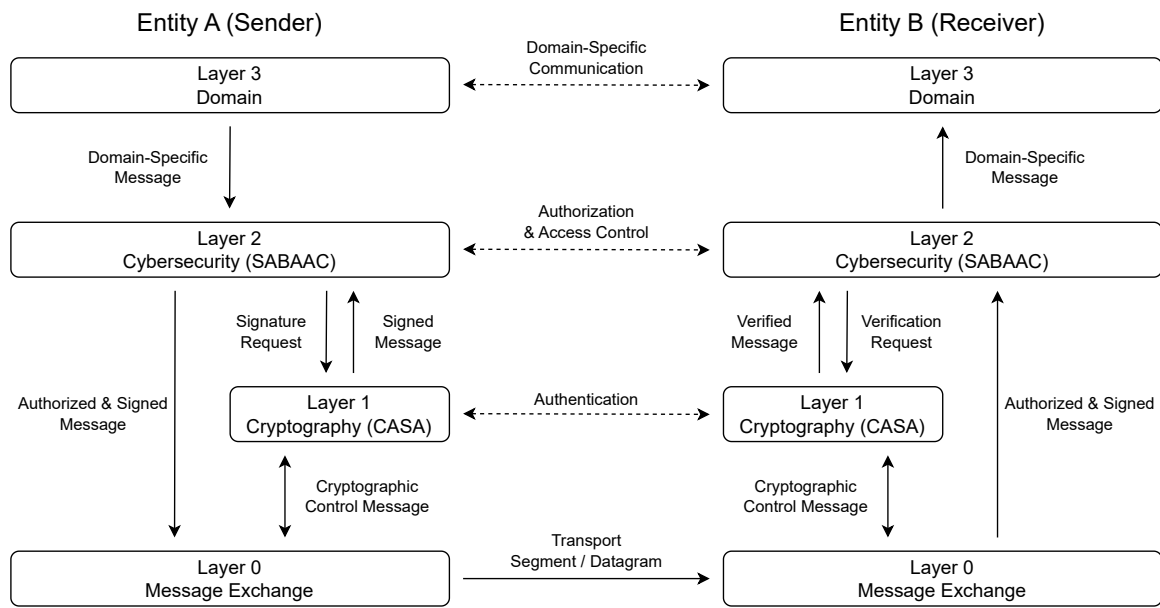 Entity A (Sender)
Entity B (Receiver)
Layer 3
Domain
Domain-Specific
Communication
Layer 3
Domain
Domain-Specific
Message
Domain-Specific
Message
Layer 2
Cybersecurity (SABAAC)
Authorization
& Access Control
Layer 2
Cybersecurity (SABAAC)
Signature
Request
Signed
Message
Verified
Message
Verification
Request
Authorized & Signed
Message
Layer 1
Cryptography (CASA)
Authentication
Layer 1
Cryptography (CASA)
Authorized & Signed
Message
Cryptographic
Control Message
Cryptographic
Control Message
Layer 0
Message Exchange
Transport
Segment / Datagram
Layer 0
Message Exchange